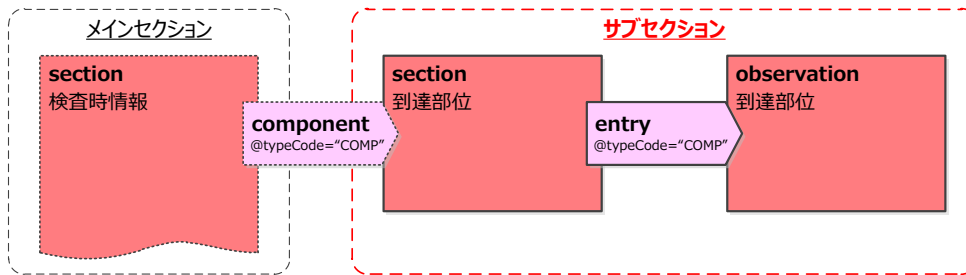 メインセクション
サブセクション
section
検査時情報
component
@typeCode=“COMP”
section
到達部位
entry
@typeCode=“COMP”
observation
到達部位